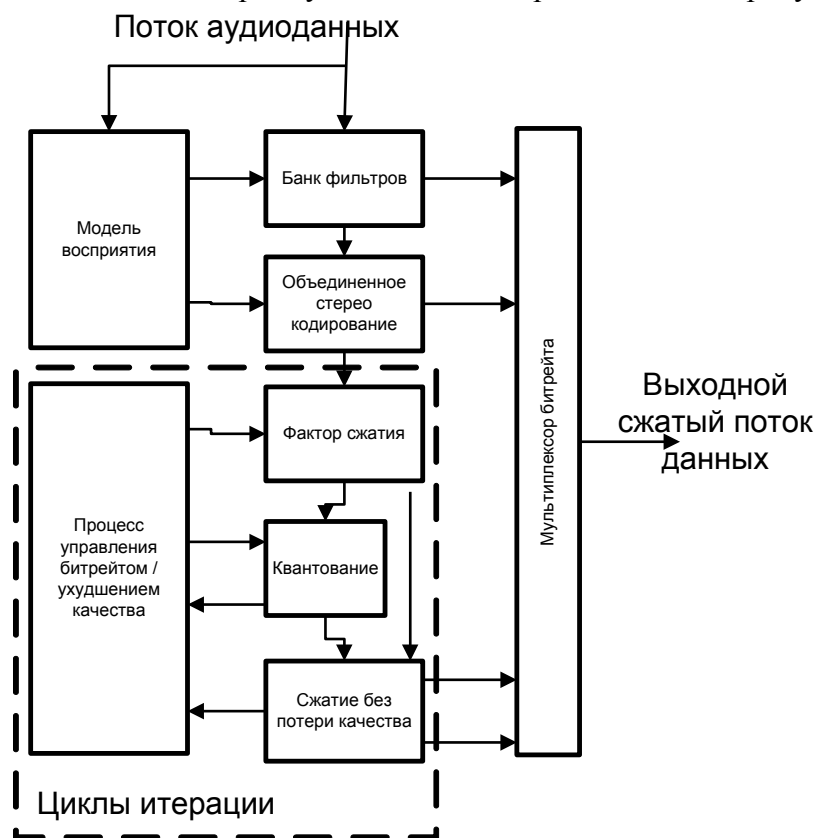 Поток аудиоданных
Банк фильтров
Модель
восприятия
Объединенное
стерео
кодирование
Мультиплексор битрейта
Выходной
сжатый поток
данных
Фактор сжатия
Процесс
управления
битрейтом /
ухудшением
качества
Квантование
Сжатие без
потери качества
Циклы итерации